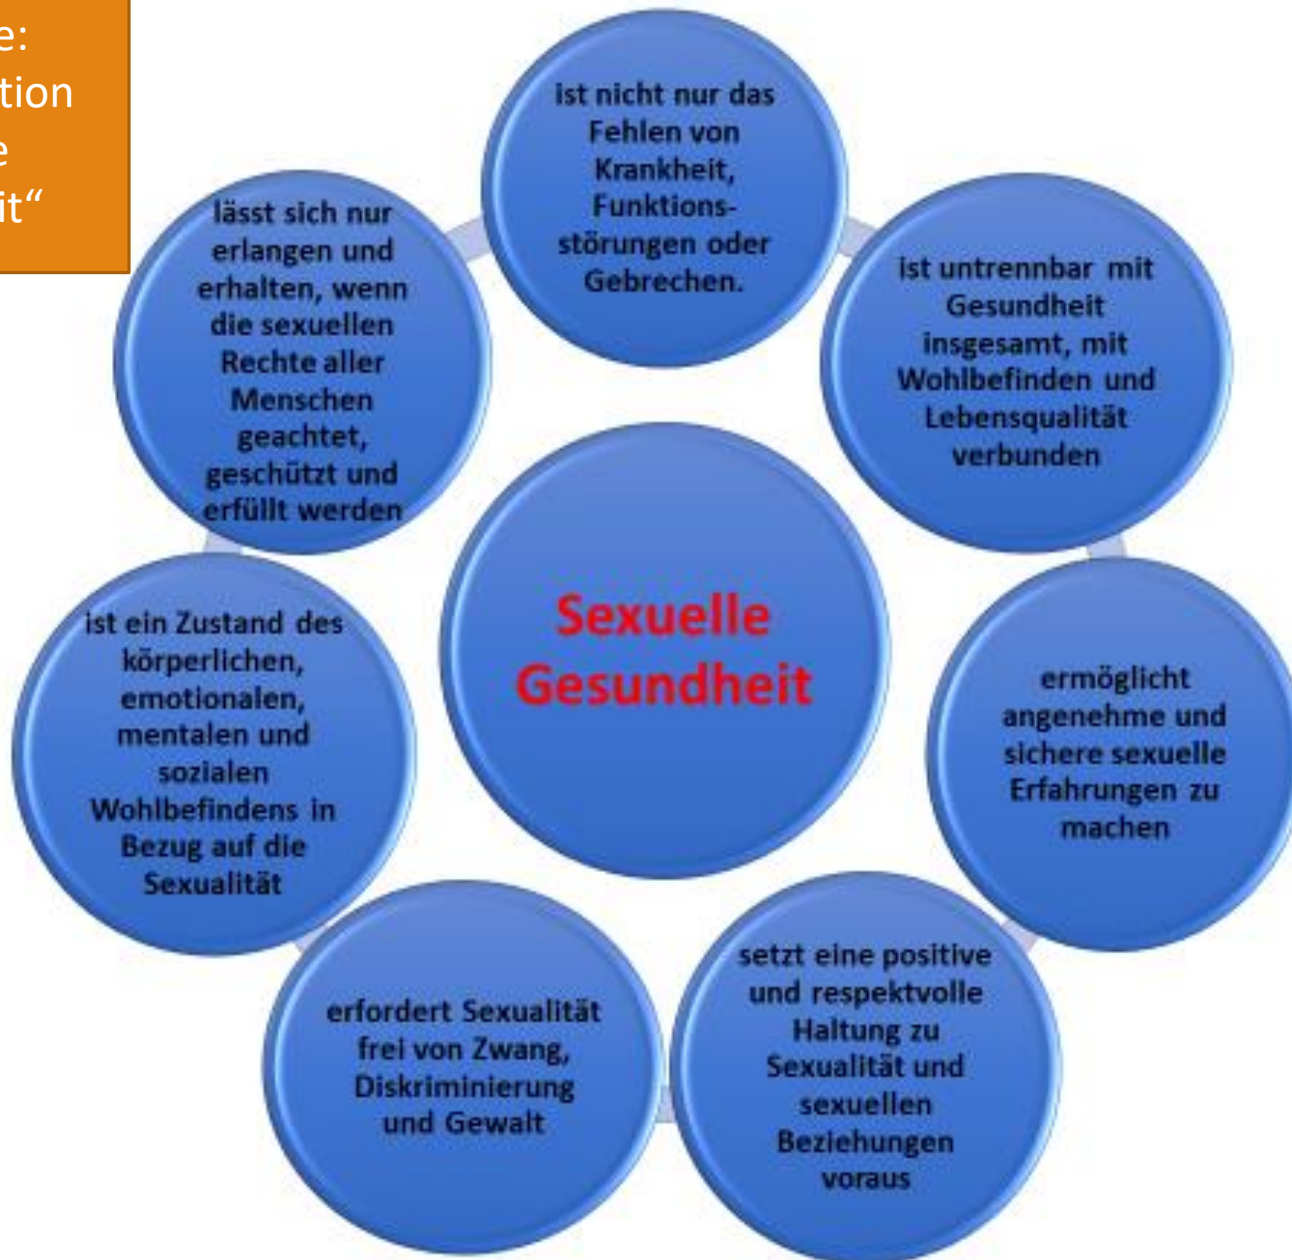 e:
tion
e
it“
ist nicht nur das
Fehlen von
Krankheit,
Funktions-
störungen oder
Gebrechen.
ist untrennbar mit
Gesundheit
insgesamt, mit
Wohlbefinden und
Lebensqualität
verbunden
ermöglicht
angenehme und
sichere sexuelle
Erfahrungen zu
machen
setzt eine positive
und respektvolle
Haltung zu
Sexualität und
sexuellen
Beziehungen
voraus
erfordert Sexualität
frei von Zwang,
Diskriminierung
und Gewalt
ist ein Zustand des
körperlichen,
emotionalen,
mentalen und
sozialen
Wohlbefindens in
Bezug auf die
Sexualität
lässt sich nur
erlangen und
erhalten, wenn
die sexuellen
Rechte aller
Menschen
geachtet,
geschützt und
erfüllt werden
Sexuelle
Gesundheit